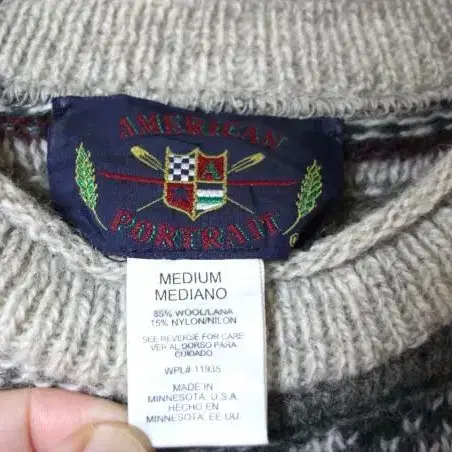 AMERICAN
A
PORTRAIT
MEDIUM
MEDIANO
85% WOOL/LANA
15% NYLON/NILON
SEE REVERSE FOR CARE
VER AL DORSO PARA
CUIDADO
WPL# 11935
MADE IN
MINNESOTA, U.S.A.
HECHO EN
MINNESOTA, EE.UU.